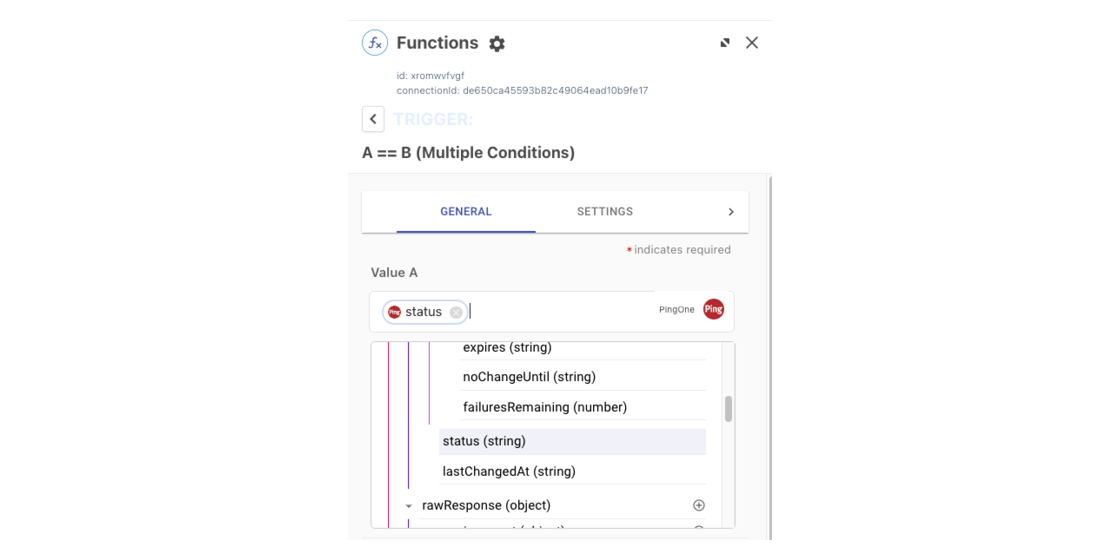 fx Functions
id: xromwvfvgf
connectionId: de650ca45593b82c49064ead10b9fe17
TRIGGER:
A == B (Multiple Conditions)
GENERAL SETTINGS
* indicates required
Value A
Ping status PingOne Ping
expires (string)
noChangeUntil (string)
failuresRemaining (number)
status (string)
lastChangedAt (string)
rawResponse (object)